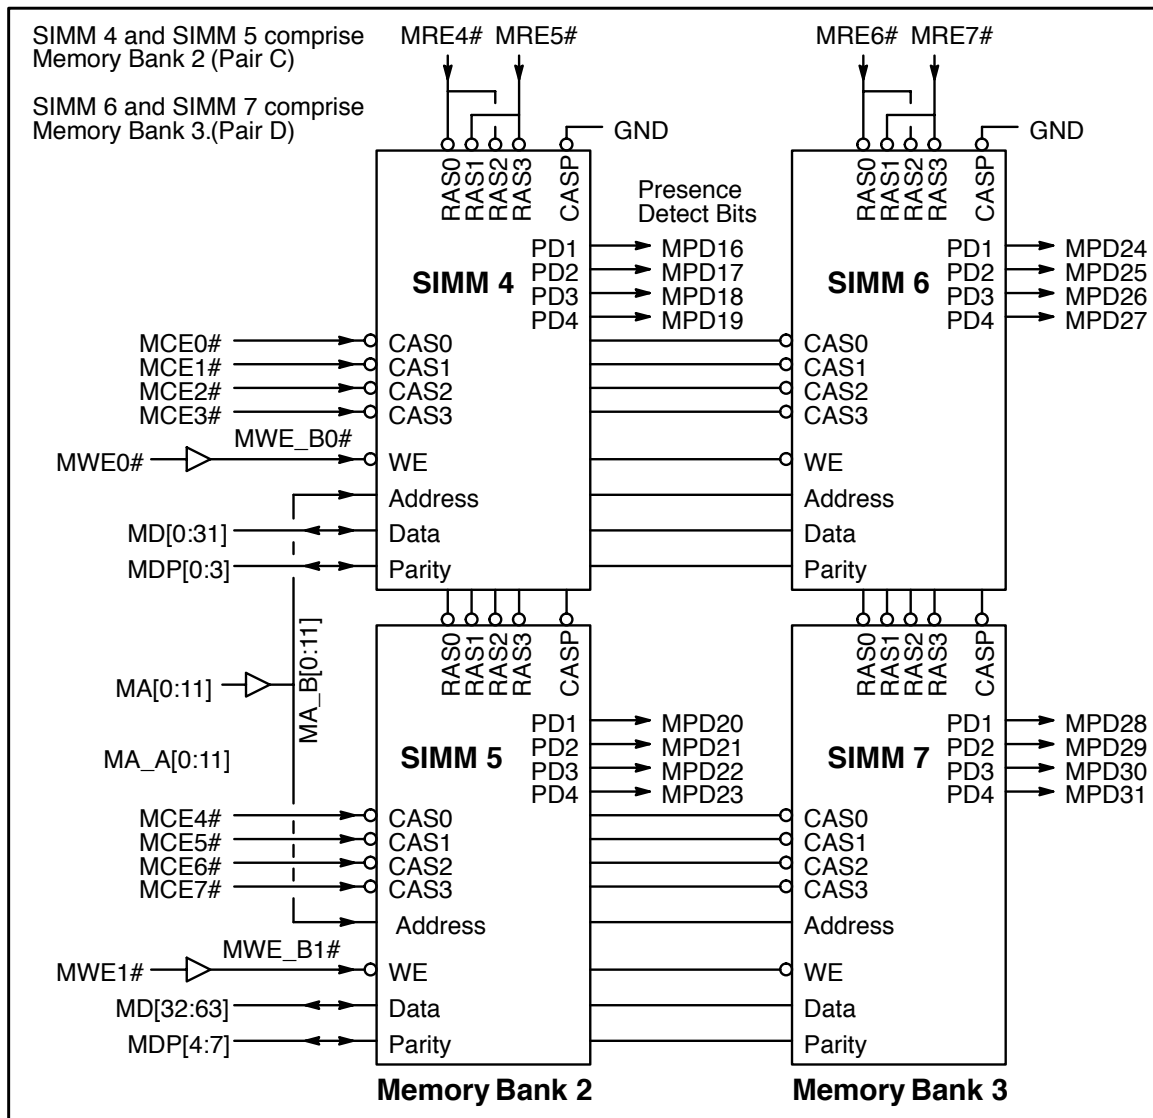 SIMM 4 and SIMM 5 comprise
Memory Bank 2 (Pair C)
SIMM 6 and SIMM 7 comprise
Memory Bank 3.(Pair D)
MRE4# MRE5#
GND
RAS0
RAS1
RAS2
RAS3
CASP
Presence
Detect Bits
SIMM 4
PD1 MPD16
PD2 MPD17
PD3 MPD18
PD4 MPD19
MCE0# CAS0
MCE1# CAS1
MCE2# CAS2
MCE3# CAS3
MWE0# MWE_B0# WE
Address
MD[0:31] Data
MDP[0:3] Parity
MRE6# MRE7#
GND
RAS0
RAS1
RAS2
RAS3
CASP
SIMM 6
PD1 MPD24
PD2 MPD25
PD3 MPD26
PD4 MPD27
CAS0
CAS1
CAS2
CAS3
WE
Address
Data
Parity
MA[0:11]
MA_B[0:11]
MA_A[0:11]
RAS0
RAS1
RAS2
RAS3
CASP
SIMM 5
PD1 MPD20
PD2 MPD21
PD3 MPD22
PD4 MPD23
MCE4# CAS0
MCE5# CAS1
MCE6# CAS2
MCE7# CAS3
Address
MWE1# MWE_B1# WE
MD[32:63] Data
MDP[4:7] Parity
Memory Bank 2
RAS0
RAS1
RAS2
RAS3
CASP
SIMM 7
PD1 MPD28
PD2 MPD29
PD3 MPD30
PD4 MPD31
CAS0
CAS1
CAS2
CAS3
Address
WE
Data
Parity
Memory Bank 3